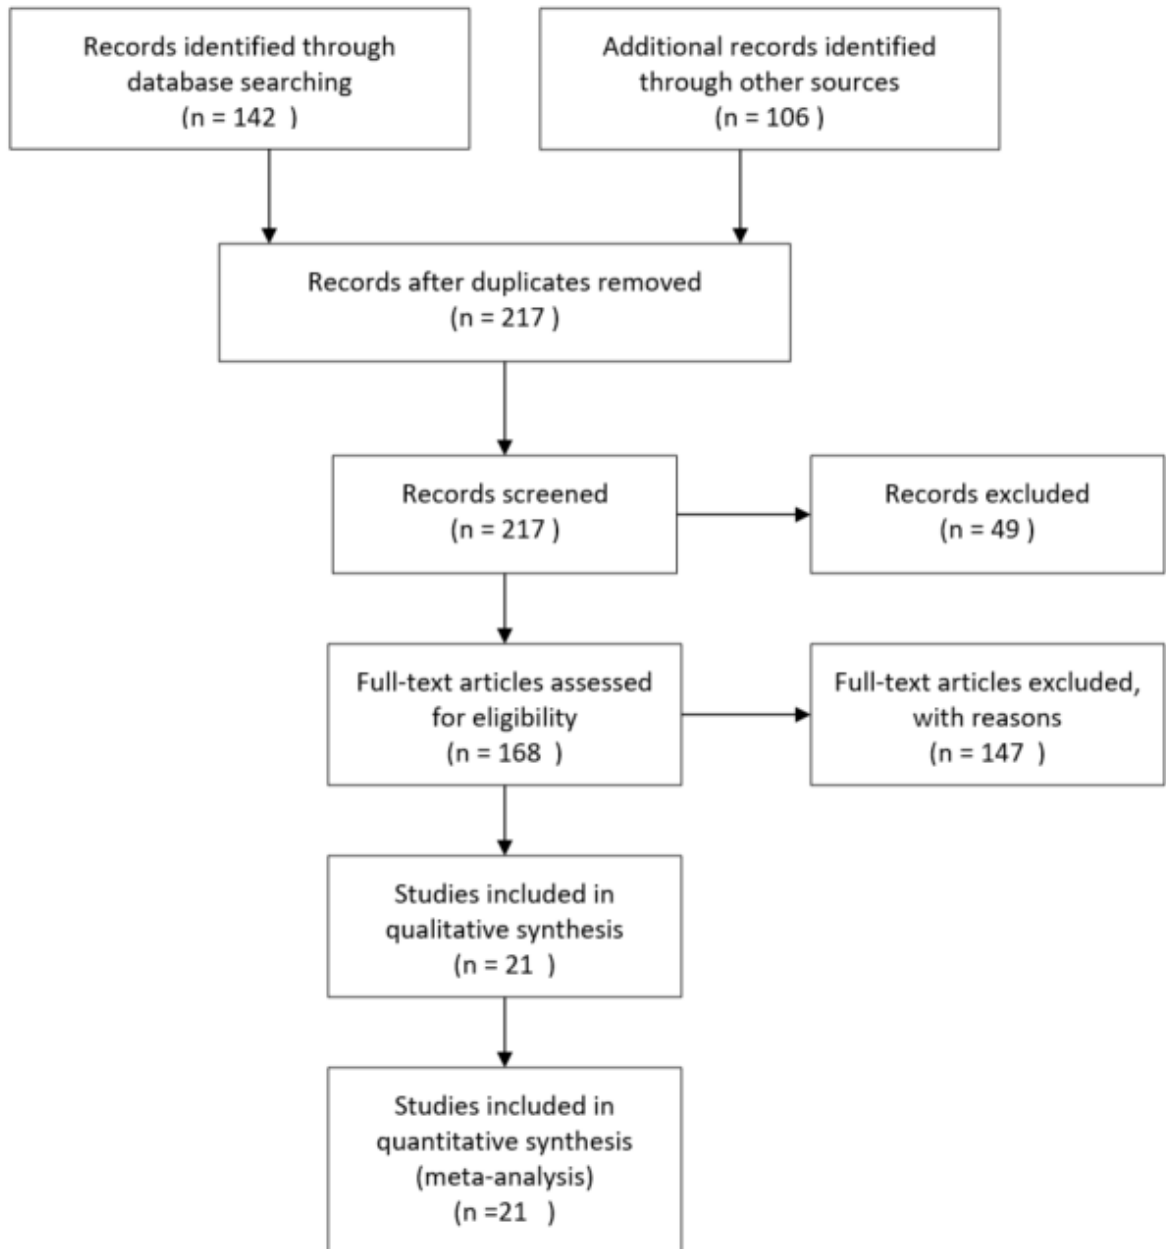 Records identified through
database searching
(n = 142  )
Additional records identified
through other sources
(n = 106 )
Records after duplicates removed
(n = 217 )
Records screened
(n = 217 )
Records excluded
(n = 49 )
Full-text articles assessed
for eligibility
(n = 168  )
Full-text articles excluded,
with reasons
(n = 147  )
Studies included in
qualitative synthesis
(n = 21  )
Studies included in
quantitative synthesis
(meta-analysis)
(n =21   )